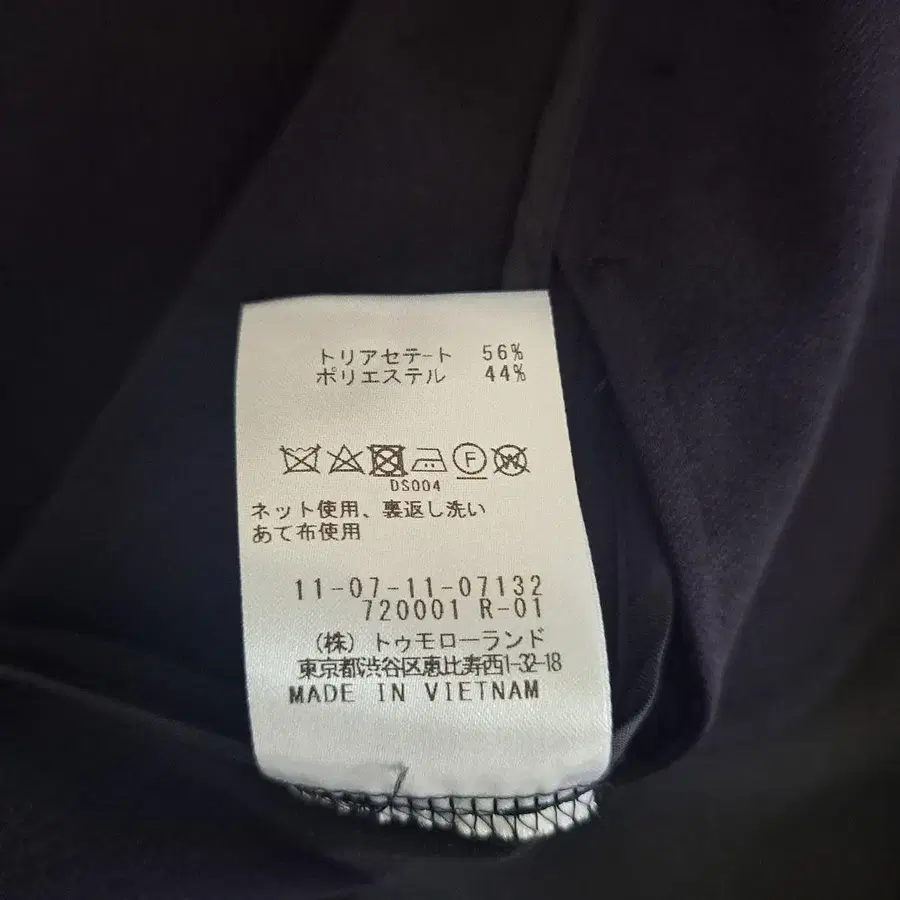 トリアセテート 56%
ポリエステル 44%
F W
DS004
ネット使用、裏返し洗い
あて布使用
11-07-11-07132
720001 R-01
(株) トゥモローランド
東京都渋谷区恵比寿西1-32-18
MADE IN VIETNAM